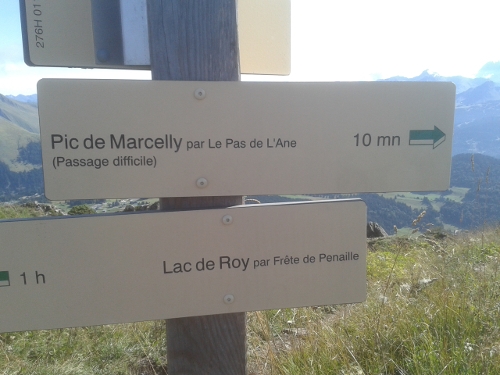 276H 01
Pic de Marcelly par Le Pas de L'Ane 10 mn
(Passage difficile)
1 h Lac de Roy par Frête de Penaille